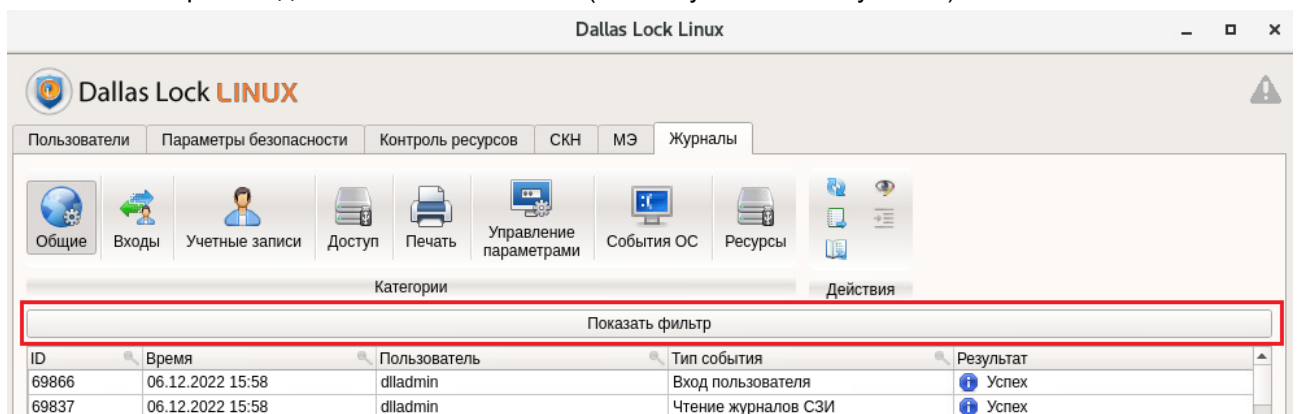 Dallas Lock Linux
Dallas Lock LINUX
Пользователи Параметры безопасности Контроль ресурсов СКН МЭ Журналы
Общие Входы Учетные записи Доступ Печать Управление параметрами События ОС Ресурсы
Категории Действия
Показать фильтр
ID Время Пользователь Тип события Результат
69866 06.12.2022 15:58 dlladmin Вход пользователя Успех
69837 06.12.2022 15:58 dlladmin Чтение журналов СЗИ Успех